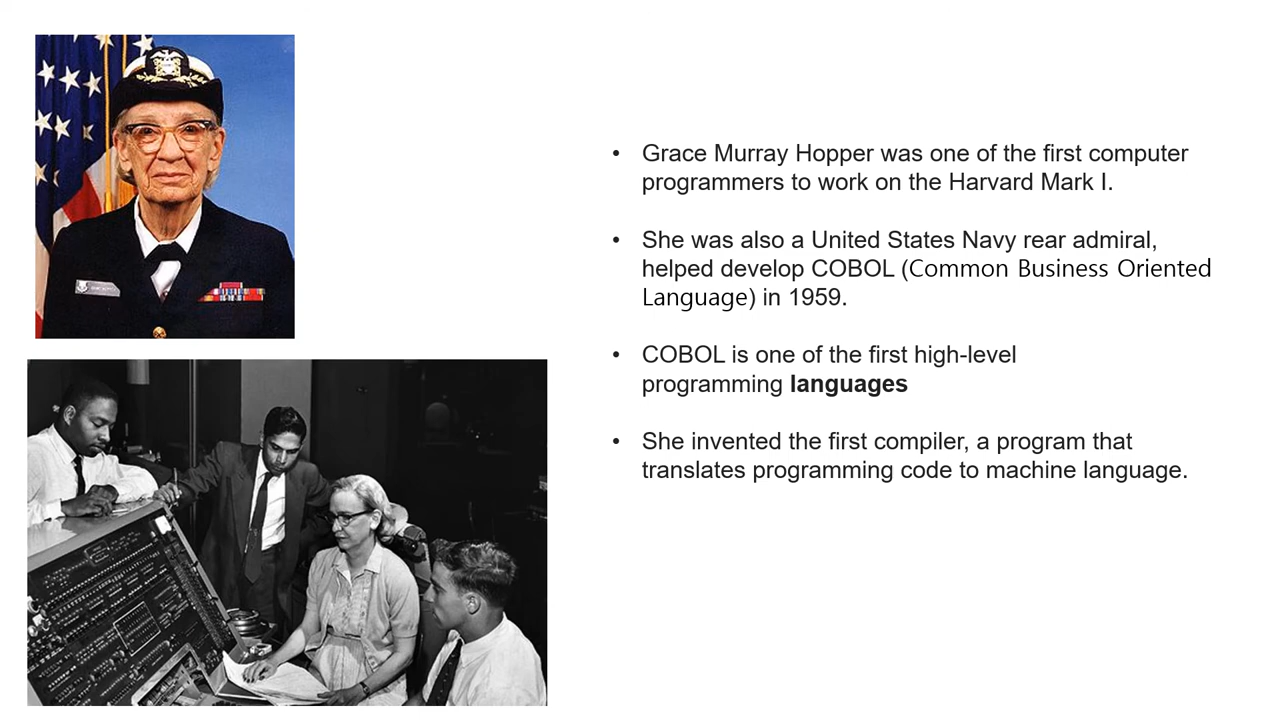 • Grace Murray Hopper was one of the first computer
programmers to work on the Harvard Mark I.
• She was also a United States Navy rear admiral,
helped develop COBOL (Common Business Oriented
Language) in 1959.
• COBOL is one of the first high-level
programming languages
• She invented the first compiler, a program that
translates programming code to machine language.